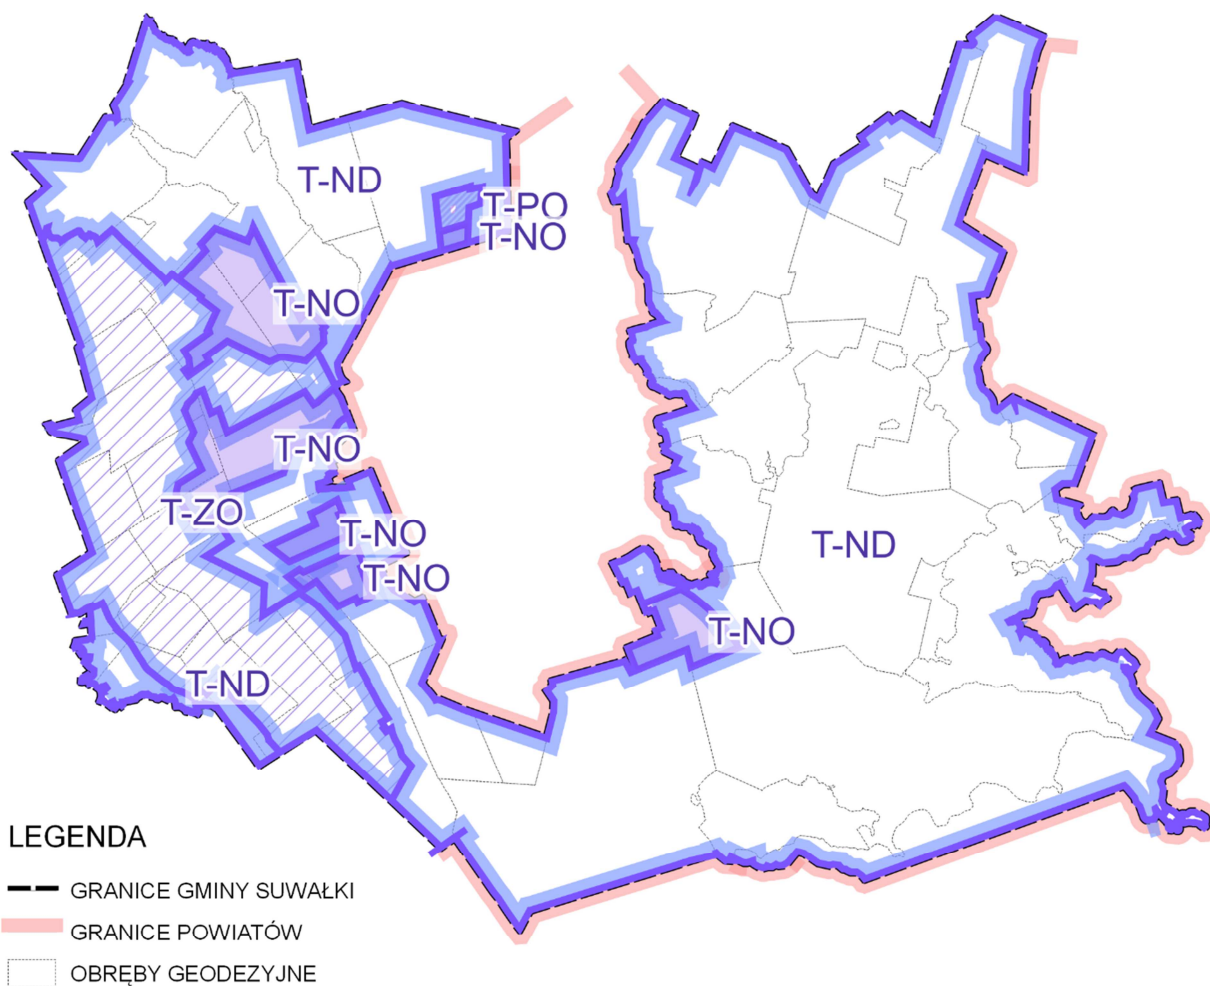 T-ND
T-PO
T-NO
T-NO
T-NO
T-ZO
T-NO
T-ND
T-NO
T-NO
T-ND
LEGENDA
GRANICE GMINY SUWAŁKI
GRANICE POWIATÓW
OBRĘBY GEODEZYJNE